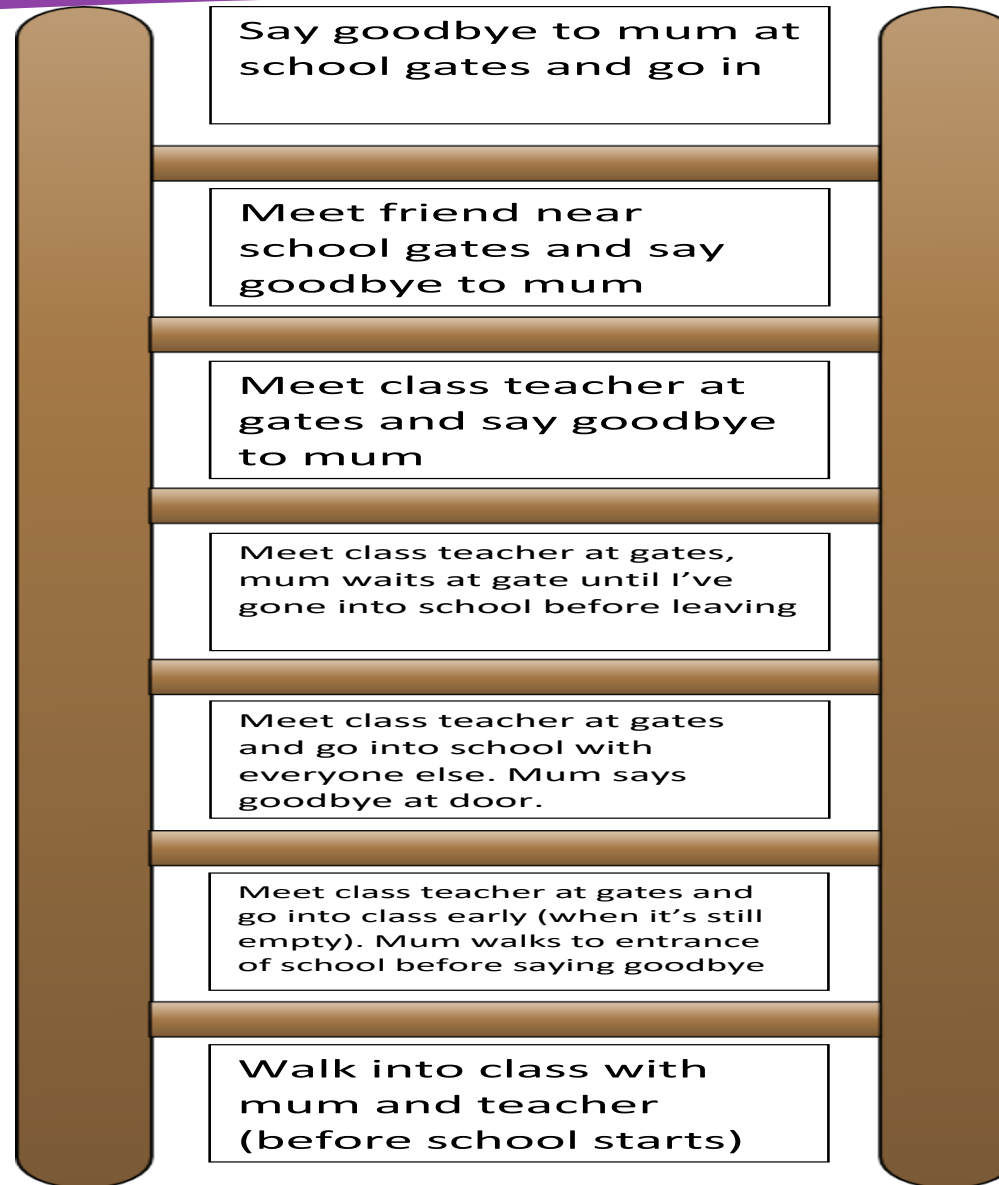 Say goodbye to mum at
school gates and go in
Meet friend near
school gates and say
goodbye to mum
Meet class teacher at
gates and say goodbye
to mum
Meet class teacher at gates,
mum waits at gate until I’ve
gone into school before leaving
Meet class teacher at gates
and go into school with
everyone else. Mum says
goodbye at door.
Meet class teacher at gates and
go into class early (when it’s still
empty). Mum walks to entrance
of school before saying goodbye
Walk into class with
mum and teacher
(before school starts)